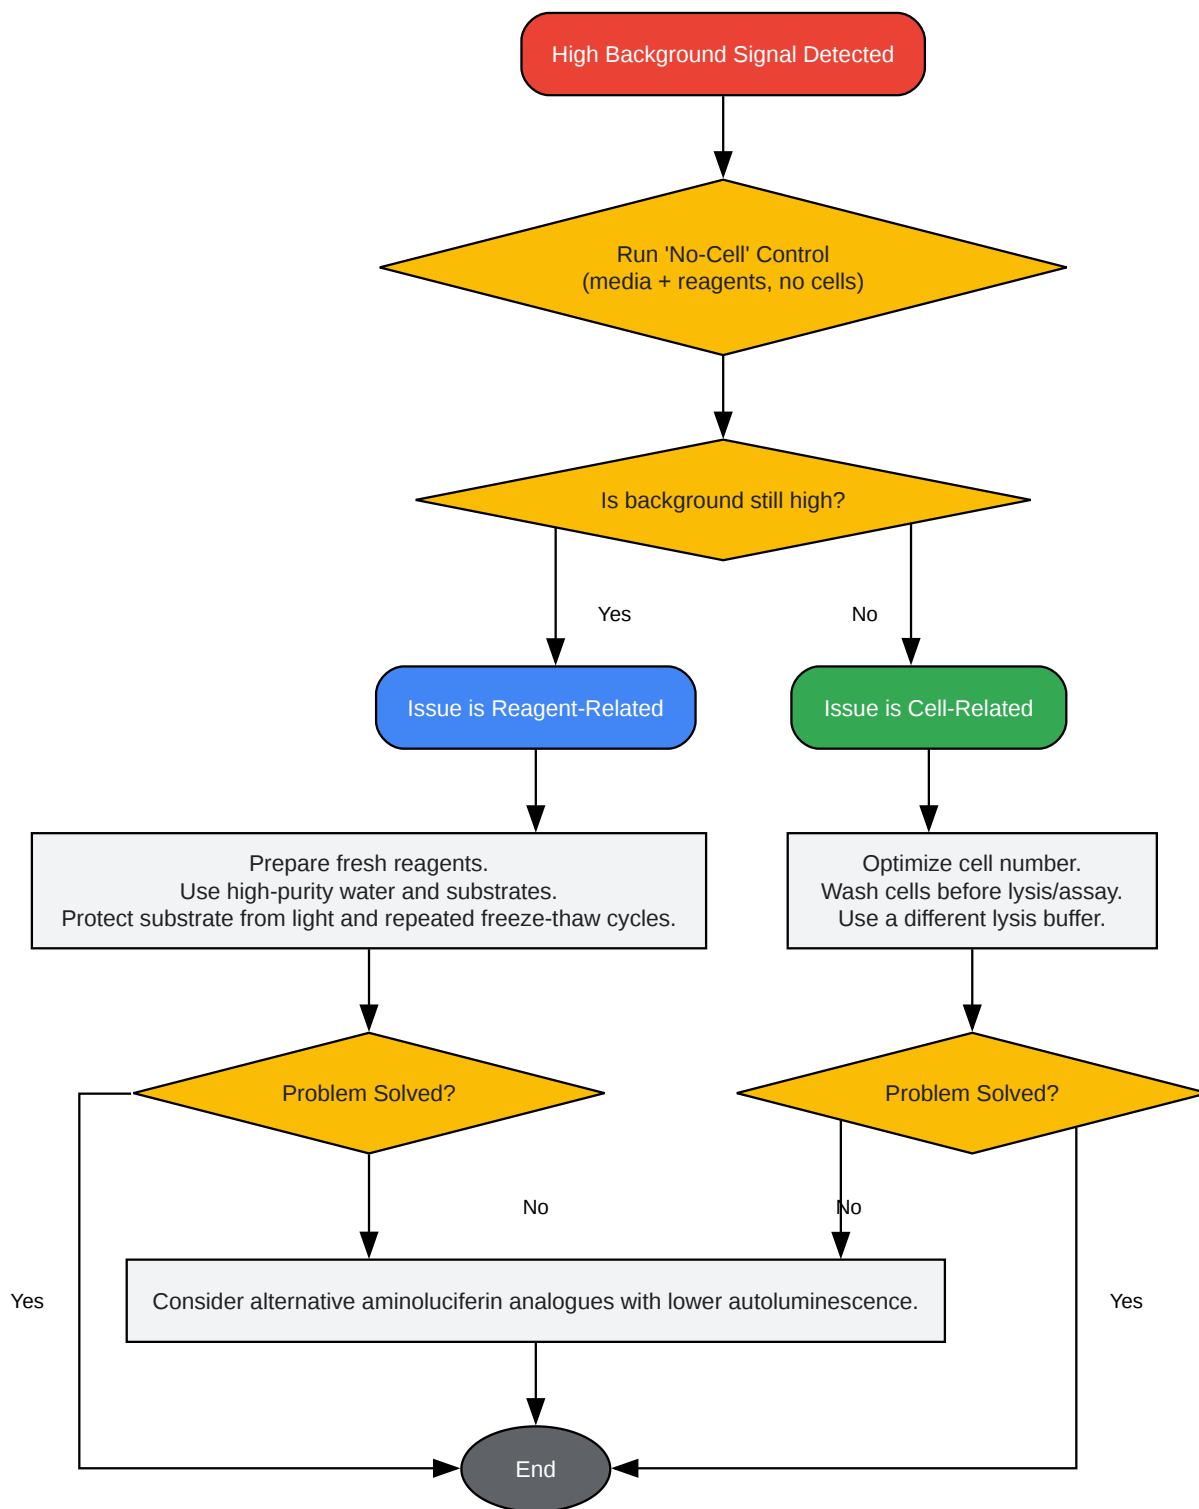 High Background Signal Detected
Run 'No-Cell' Control
(media + reagents, no cells)
Is background still high?
Yes
No
Issue is Reagent-Related
Issue is Cell-Related
Prepare fresh reagents.
Use high-purity water and substrates.
Protect substrate from light and repeated freeze-thaw cycles.
Optimize cell number.
Wash cells before lysis/assay.
Use a different lysis buffer.
Problem Solved?
Problem Solved?
No
No
Yes
Consider alternative aminoluciferin analogues with lower autoluminescence.
Yes
End